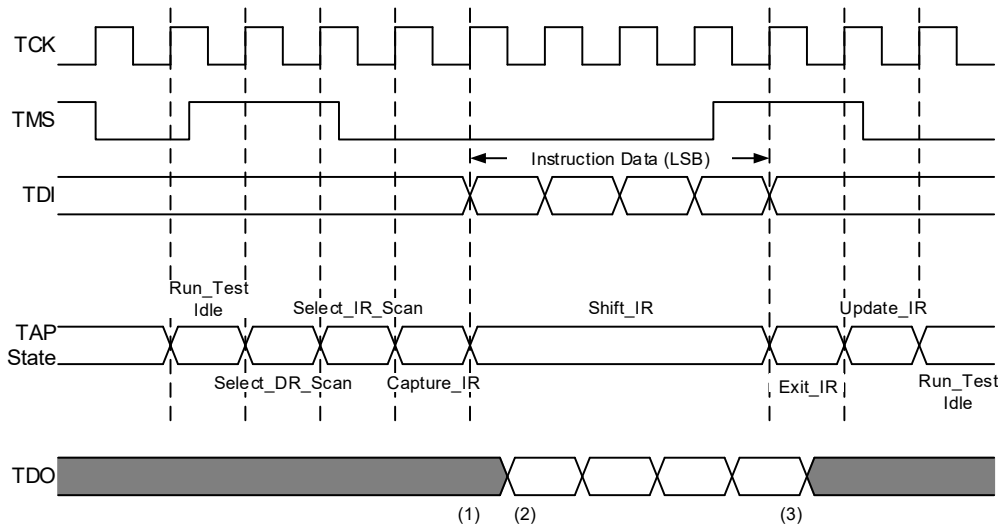 TCK
TMS
Instruction Data (LSB)
TDI
Run_Test
Idle
Select_IR_Scan
Shift_IR
Update_IR
TAP
State
Select_DR_Scan
Capture_IR
Exit_IR
Run_Test
Idle
TDO
(1)
(2)
(3)